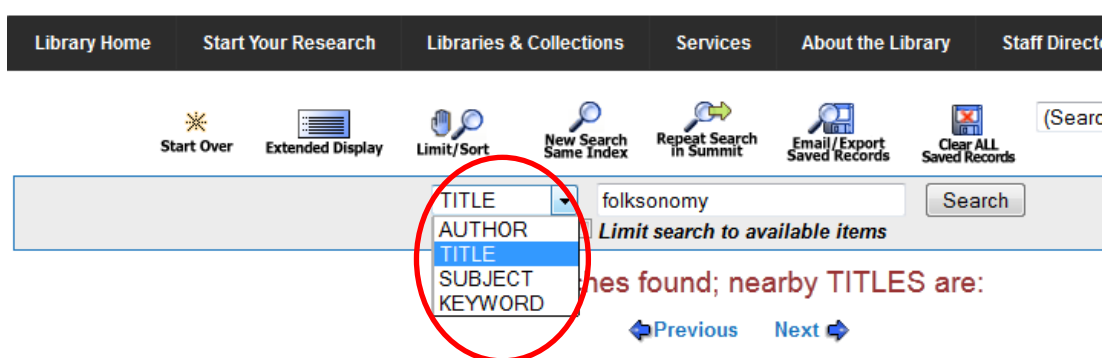 Library Home Start Your Research Libraries & Collections Services About the Library Staff
Start Over Extended Display Limit/Sort New Search Same Index Repeat Search in Summit Email/Export Saved Records Clear ALL Saved Records
TITLE folksonomy Search
AUTHOR Limit search to available items
TITLE
SUBJECT found; nearby TITLES are:
KEYWORD
Previous Next